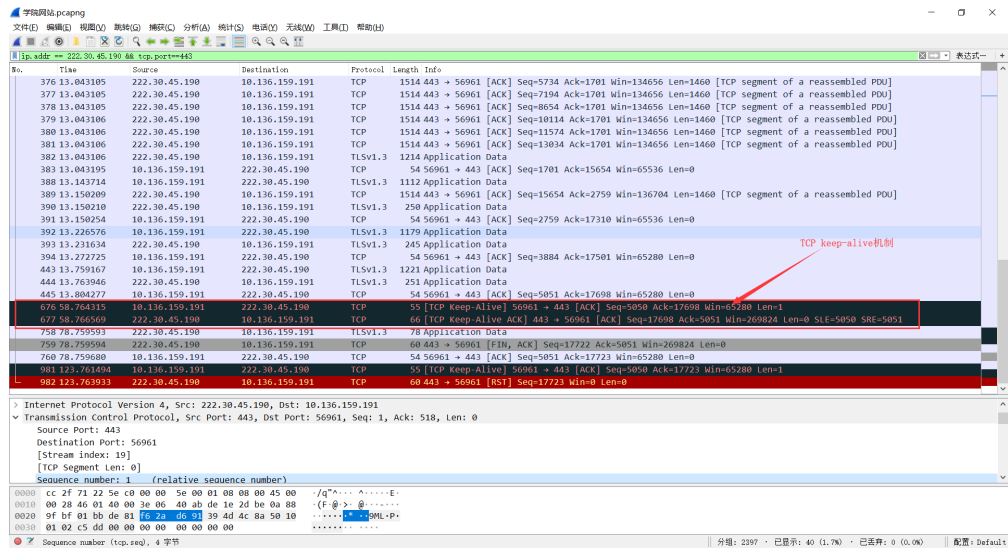 学院网站.pcapng
文件(F) 编辑(E) 视图(V) 跳转(G) 捕获(C) 分析(A) 统计(S) 电话(Y) 无线(W) 工具(T) 帮助(H)
ip.addr == 222.30.45.190 && tcp.port==443 表达式… +
No. Time Source Destination Protocol Length Info
376 13.043105 222.30.45.190 10.136.159.191 TCP 1514 443 → 56961 [ACK] Seq=5734 Ack=1701 Win=134656 Len=1460 [TCP segment of a reassembled PDU]
377 13.043105 222.30.45.190 10.136.159.191 TCP 1514 443 → 56961 [ACK] Seq=7194 Ack=1701 Win=134656 Len=1460 [TCP segment of a reassembled PDU]
378 13.043105 222.30.45.190 10.136.159.191 TCP 1514 443 → 56961 [ACK] Seq=8654 Ack=1701 Win=134656 Len=1460 [TCP segment of a reassembled PDU]
379 13.043106 222.30.45.190 10.136.159.191 TCP 1514 443 → 56961 [ACK] Seq=10114 Ack=1701 Win=134656 Len=1460 [TCP segment of a reassembled PDU]
380 13.043106 222.30.45.190 10.136.159.191 TCP 1514 443 → 56961 [ACK] Seq=11574 Ack=1701 Win=134656 Len=1460 [TCP segment of a reassembled PDU]
381 13.043106 222.30.45.190 10.136.159.191 TCP 1514 443 → 56961 [ACK] Seq=13034 Ack=1701 Win=134656 Len=1460 [TCP segment of a reassembled PDU]
382 13.043106 222.30.45.190 10.136.159.191 TLSv1.3 1214 Application Data
383 13.043195 10.136.159.191 222.30.45.190 TCP 54 56961 → 443 [ACK] Seq=1701 Ack=15654 Win=65536 Len=0
388 13.143714 10.136.159.191 222.30.45.190 TLSv1.3 1112 Application Data
389 13.150209 222.30.45.190 10.136.159.191 TCP 1514 443 → 56961 [ACK] Seq=15654 Ack=2759 Win=136704 Len=1460 [TCP segment of a reassembled PDU]
390 13.150210 222.30.45.190 10.136.159.191 TLSv1.3 250 Application Data
391 13.150254 10.136.159.191 222.30.45.190 TCP 54 56961 → 443 [ACK] Seq=2759 Ack=17310 Win=65536 Len=0
392 13.226576 10.136.159.191 222.30.45.190 TLSv1.3 1179 Application Data
393 13.231634 222.30.45.190 10.136.159.191 TLSv1.3 245 Application Data
TCP keep-alive机制
394 13.272725 10.136.159.191 222.30.45.190 TCP 54 56961 → 443 [ACK] Seq=3884 Ack=17501 Win=65280 Len=0
443 13.759167 10.136.159.191 222.30.45.190 TLSv1.3 1221 Application Data
444 13.763946 222.30.45.190 10.136.159.191 TLSv1.3 251 Application Data
445 13.804277 10.136.159.191 222.30.45.190 TCP 54 56961 → 443 [ACK] Seq=5051 Ack=17698 Win=65280 Len=0
676 58.764315 10.136.159.191 222.30.45.190 TCP 55 [TCP Keep-Alive] 56961 → 443 [ACK] Seq=5050 Ack=17698 Win=65280 Len=1
677 58.766569 222.30.45.190 10.136.159.191 TCP 66 [TCP Keep-Alive ACK] 443 → 56961 [ACK] Seq=17698 Ack=5051 Win=269824 Len=0 SLE=5050 SRE=5051
758 78.759593 222.30.45.190 10.136.159.191 TLSv1.3 78 Application Data
759 78.759594 222.30.45.190 10.136.159.191 TCP 60 443 → 56961 [FIN, ACK] Seq=17722 Ack=5051 Win=269824 Len=0
760 78.759680 10.136.159.191 222.30.45.190 TCP 54 56961 → 443 [ACK] Seq=5051 Ack=17723 Win=65280 Len=0
981 123.761494 10.136.159.191 222.30.45.190 TCP 55 [TCP Keep-Alive] 56961 → 443 [ACK] Seq=5050 Ack=17723 Win=65280 Len=1
982 123.763933 222.30.45.190 10.136.159.191 TCP 60 443 → 56961 [RST] Seq=17723 Win=0 Len=0
Internet Protocol Version 4, Src: 222.30.45.190, Dst: 10.136.159.191
Transmission Control Protocol, Src Port: 443, Dst Port: 56961, Seq: 1, Ack: 518, Len: 0
Source Port: 443
Destination Port: 56961
[Stream index: 19]
[TCP Segment Len: 0]
Sequence number: 1 (relative sequence number)
0000 cc 2f 71 22 5e c0 00 00 5e 00 01 08 08 00 45 00 ·/q"^··· ^·····E·
0010 00 28 46 01 40 00 3e 06 40 ab de 1e 2d be 0a 88 ·(F·@·>· @···-···
0020 9f bf 01 bb de 81 f6 2a d6 91 39 4d 4c 8a 50 10 ·······* ··9ML·P·
0030 01 02 c5 dd 00 00 00 00 00 00 00 00 ········ ····
Sequence number (tcp.seq), 4 字节 分组: 2397 · 已显示: 40 (1.7%) · 已丢弃: 0 (0.0%) 配置: Default